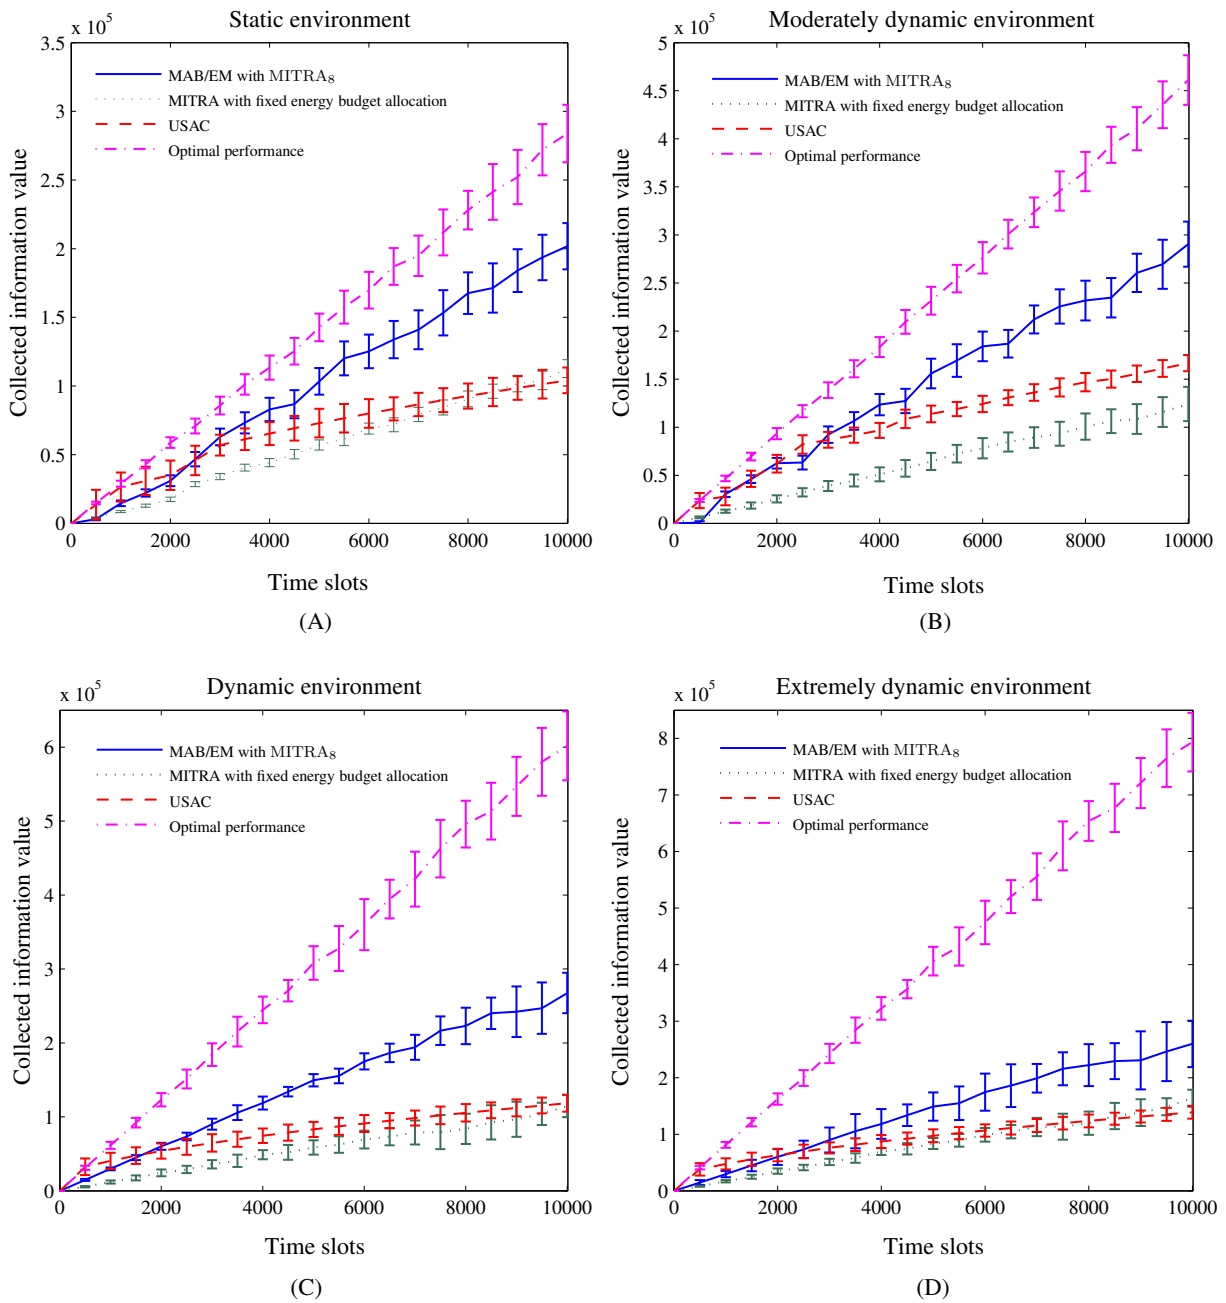 Static environment
x 10^5
3.5
3
2.5
2
1.5
1
0.5
0
MAB/EM with MITRA₈
MITRA with fixed energy budget allocation
USAC
Optimal performance
Collected information value
0 2000 4000 6000 8000 10000
Time slots
(A)
Moderately dynamic environment
x 10^5
5
4.5
4
3.5
3
2.5
2
1.5
1
0.5
0
MAB/EM with MITRA₈
MITRA with fixed energy budget allocation
USAC
Optimal performance
Collected information value
0 2000 4000 6000 8000 10000
Time slots
(B)
Dynamic environment
x 10^5
6
5
4
3
2
1
0
MAB/EM with MITRA₈
MITRA with fixed energy budget allocation
USAC
Optimal performance
Collected information value
0 2000 4000 6000 8000 10000
Time slots
(C)
Extremely dynamic environment
x 10^5
8
7
6
5
4
3
2
1
0
MAB/EM with MITRA₈
MITRA with fixed energy budget allocation
USAC
Optimal performance
Collected information value
0 2000 4000 6000 8000 10000
Time slots
(D)